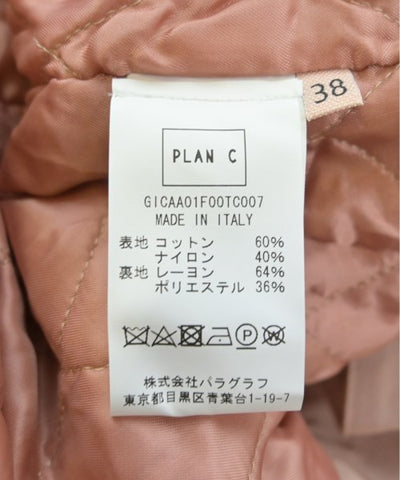 38
PLAN C
GICAA01F00TC007
MADE IN ITALY
表地 コットン 60%
ナイロン 40%
裏地 レーヨン 64%
ポリエステル 36%
株式会社パラグラフ
東京都目黒区青葉台1-19-7